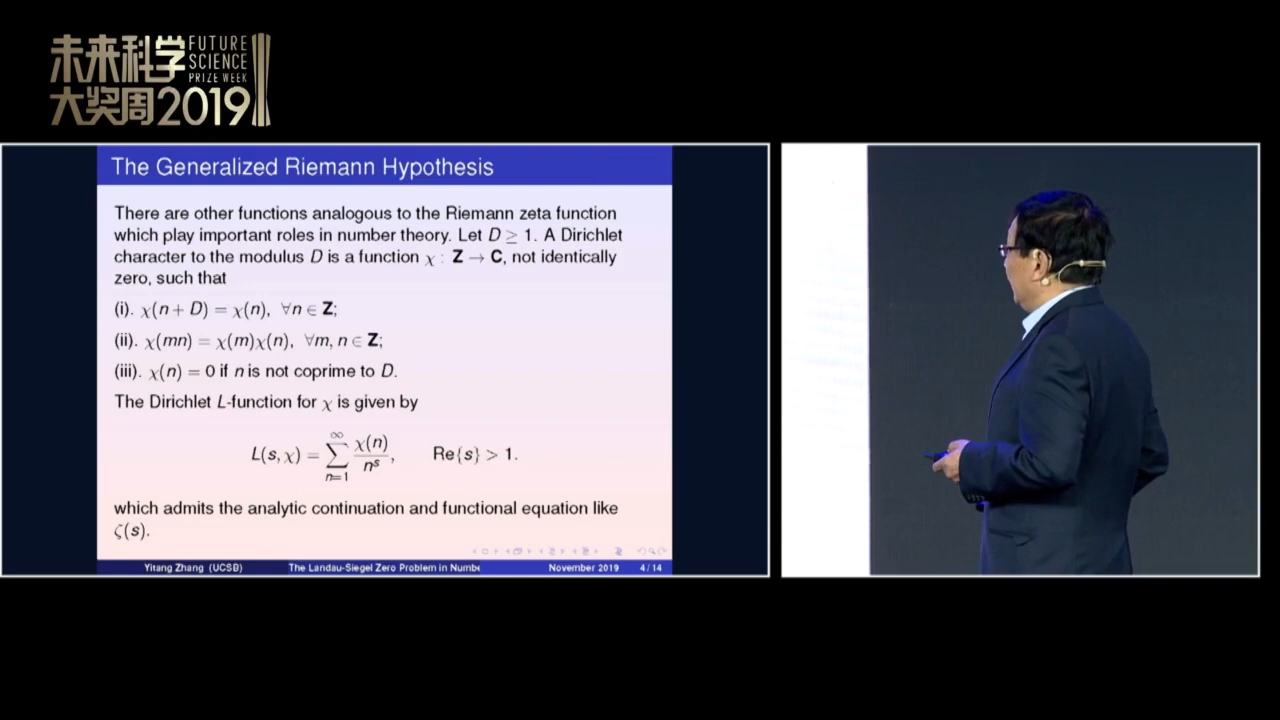 未来科学
大奖周2019
FUTURE
SCIENCE
PRIZE WEEK
The Generalized Riemann Hypothesis
There are other functions analogous to the Riemann zeta function
which play important roles in number theory. Let D ≥ 1. A Dirichlet
character to the modulus D is a function χ : Z → C, not identically
zero, such that
(i). χ(n + D) = χ(n), ∀n ∈ Z;
(ii). χ(mn) = χ(m)χ(n), ∀m, n ∈ Z;
(iii). χ(n) = 0 if n is not coprime to D.
The Dirichlet L-function for χ is given by
L(s, χ) = ∑_{n=1}^{∞} χ(n)/n^s, Re{s} > 1.
which admits the analytic continuation and functional equation like
ζ(s).
Yitang Zhang (UCSB) The Landau-Siegel Zero Problem in Numbe November 2019 4 / 14